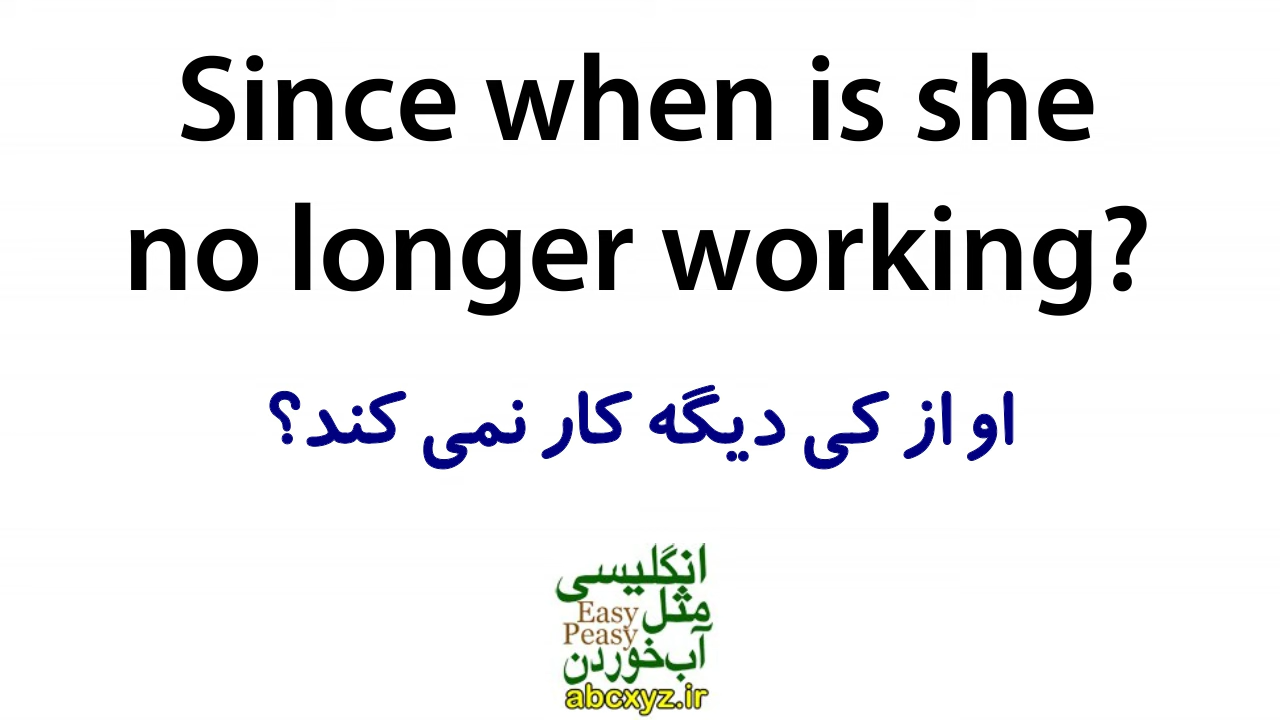 Since when is she
no longer working?
او از کی دیگه کار نمی کند؟
انگلیسی
مثل Easy
Peasy
آب‌خوردن
abcxyz.ir